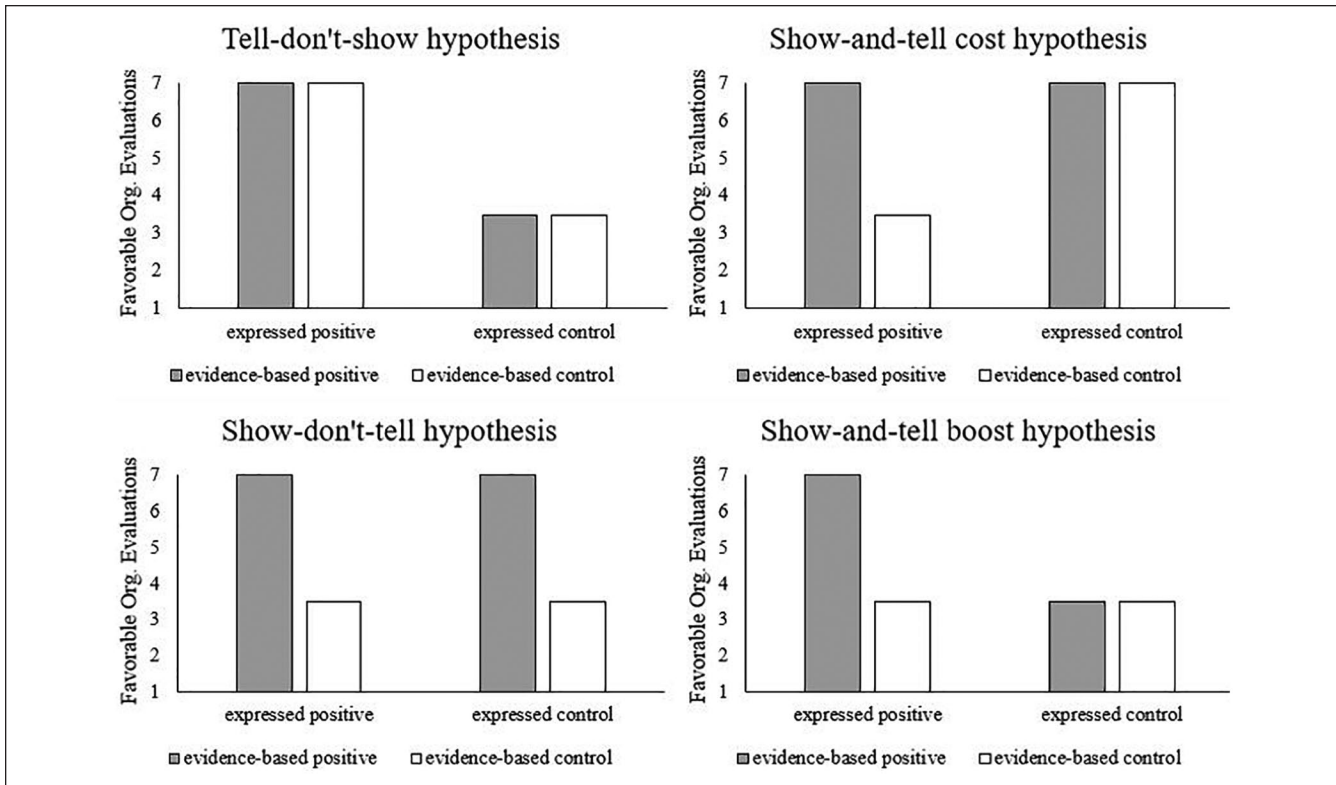 Tell-don't-show hypothesis
Favorable Org. Evaluations
7
6
5
4
3
2
1
expressed positive expressed control
evidence-based positive evidence-based control
Show-and-tell cost hypothesis
Favorable Org. Evaluations
7
6
5
4
3
2
1
expressed positive expressed control
evidence-based positive evidence-based control
Show-don't-tell hypothesis
Favorable Org. Evaluations
7
6
5
4
3
2
1
expressed positive expressed control
evidence-based positive evidence-based control
Show-and-tell boost hypothesis
Favorable Org. Evaluations
7
6
5
4
3
2
1
expressed positive expressed control
evidence-based positive evidence-based control